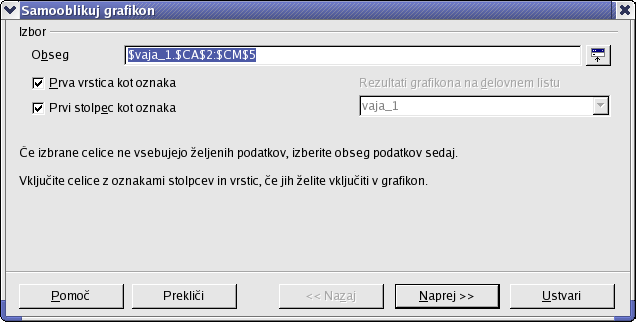 Samooblikuj grafikon
Izbor
Obseg
$vaja_1.$CA$2:$CM$5
Prva vrstica kot oznaka
Rezultati grafikona na delovnem listu
Prvi stolpec kot oznaka
vaja_1
Če izbrane celice ne vsebujejo željenih podatkov, izberite obseg podatkov sedaj.
Vključite celice z oznakami stolpcev in vrstic, če jih želite vključiti v grafikon.
Pomoč
Prekliči
<< Nazaj
Naprej >>
Ustvari